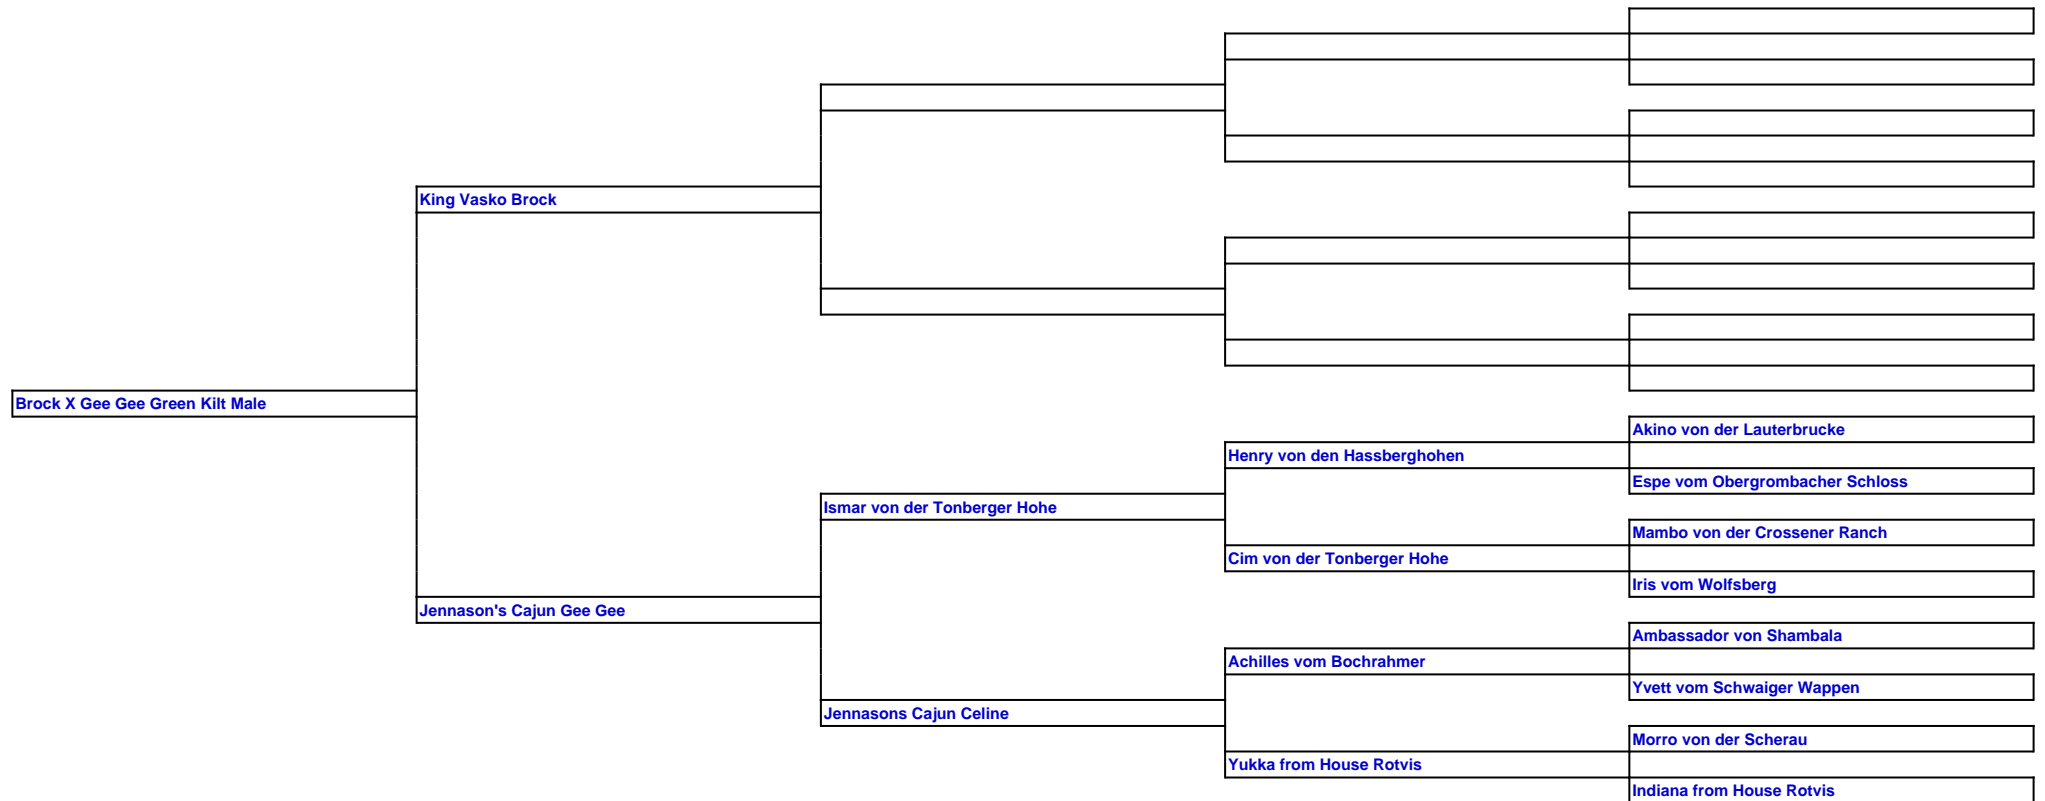 King Vasko Brock
Brock X Gee Gee Green Kilt Male
Akino von der Lauterbrucke
Henry von den Hassberghohen
Espe vom Obergrombacher Schloss
Ismar von der Tonberger Hohe
Mambo von der Crossener Ranch
Cim von der Tonberger Hohe
Iris vom Wolfsberg
Jennason's Cajun Gee Gee
Ambassador von Shambala
Achilles vom Bochrahmer
Yvett vom Schwaiger Wappen
Jennasons Cajun Celine
Morro von der Scherau
Yukka from House Rotvis
Indiana from House Rotvis